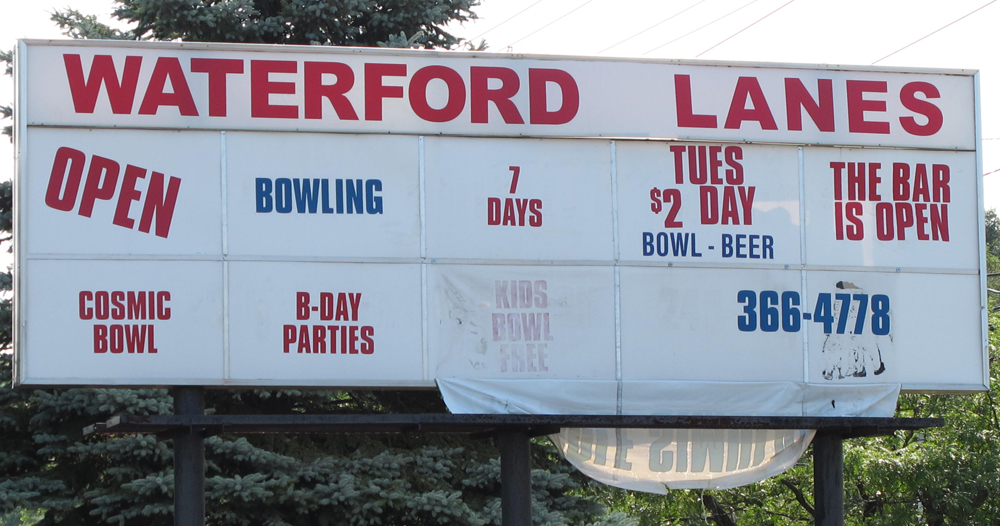 WATERFORD LANES
OPEN
BOWLING
7
DAYS
TUES
$2 DAY
BOWL - BEER
THE BAR
IS OPEN
COSMIC
BOWL
B-DAY
PARTIES
KIDS
BOWL
FREE
366-4778